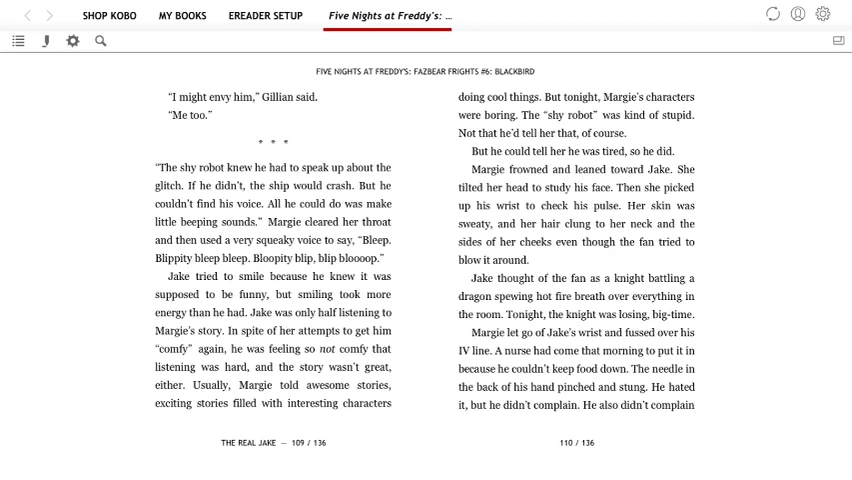 SHOP KOBO
MY BOOKS
EREADER SETUP
Five Nights at Freddy's: ...
FIVE NIGHTS AT FREDDY'S: FAZBEAR FRIGHTS #6: BLACKBIRD
“I might envy him,” Gillian said.
“Me too.”
* * *
“The shy robot knew he had to speak up about the
glitch. If he didn’t, the ship would crash. But he
couldn’t find his voice. All he could do was make
little beeping sounds.” Margie cleared her throat
and then used a very squeaky voice to say, “Bleep.
Blippity bleep bleep. Bloopity blip, blip bloooop.”
Jake tried to smile because he knew it was
supposed to be funny, but smiling took more
energy than he had. Jake was only half listening to
Margie’s story. In spite of her attempts to get him
“comfy” again, he was feeling so not comfy that
listening was hard, and the story wasn’t great,
either. Usually, Margie told awesome stories,
exciting stories filled with interesting characters
THE REAL JAKE — 109 / 136
doing cool things. But tonight, Margie’s characters
were boring. The “shy robot” was kind of stupid.
Not that he’d tell her that, of course.
But he could tell her he was tired, so he did.
Margie frowned and leaned toward Jake. She
tilted her head to study his face. Then she picked
up his wrist to check his pulse. Her skin was
sweaty, and her hair clung to her neck and the
sides of her cheeks even though the fan tried to
blow it around.
Jake thought of the fan as a knight battling a
dragon spewing hot fire breath over everything in
the room. Tonight, the knight was losing, big-time.
Margie let go of Jake’s wrist and fussed over his
IV line. A nurse had come that morning to put it in
because he couldn’t keep food down. The needle in
the back of his hand pinched and stung. He hated
it, but he didn’t complain. He also didn’t complain
110 / 136